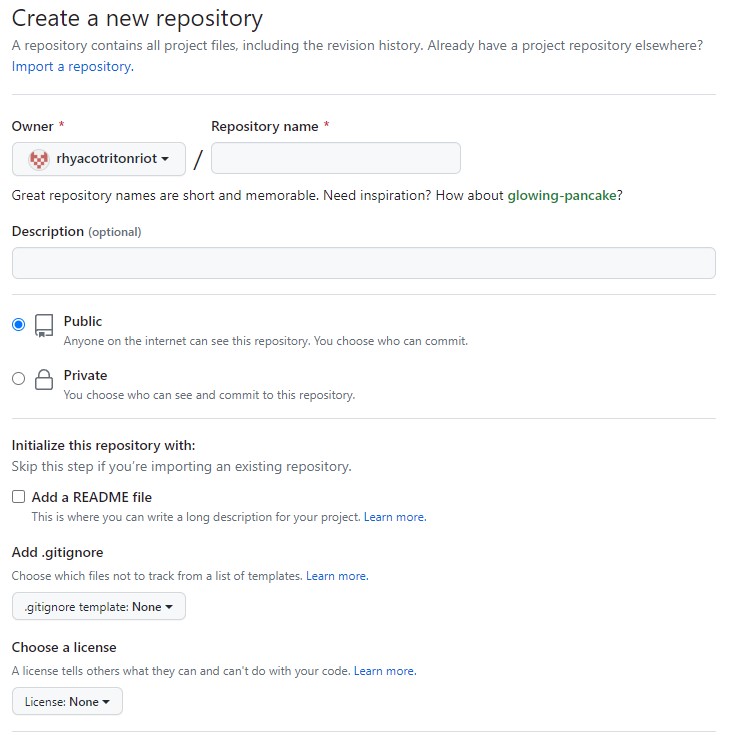 Create a new repository
A repository contains all project files, including the revision history. Already have a project repository elsewhere?
Import a repository.
Owner *
Repository name *
rhyacotritonriot
/
Great repository names are short and memorable. Need inspiration? How about glowing-pancake?
Description (optional)
Public
Anyone on the internet can see this repository. You choose who can commit.
Private
You choose who can see and commit to this repository.
Initialize this repository with:
Skip this step if you're importing an existing repository.
Add a README file
This is where you can write a long description for your project. Learn more.
Add .gitignore
Choose which files not to track from a list of templates. Learn more.
.gitignore template: None
Choose a license
A license tells others what they can and can't do with your code. Learn more.
License: None